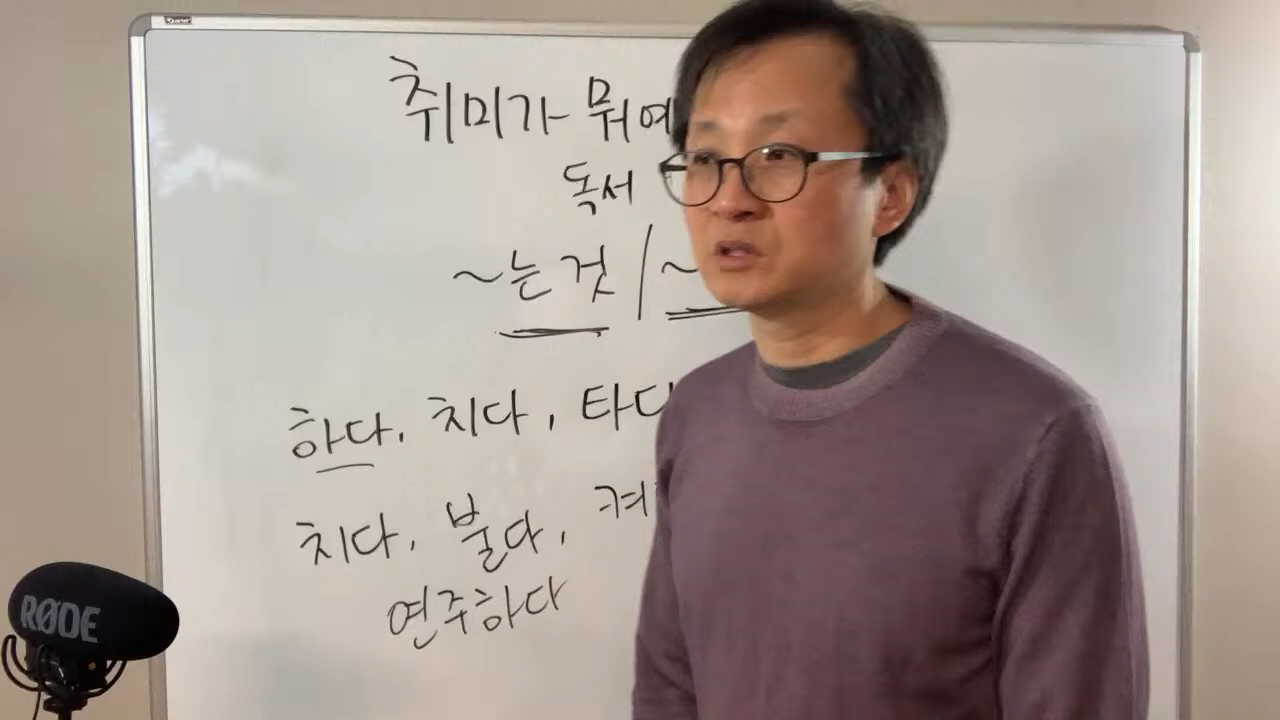 취미가 뭐예
독서
~는 것 / ~
하다, 치다, 타다
치다, 불다, 켜
연주하다
RØDE